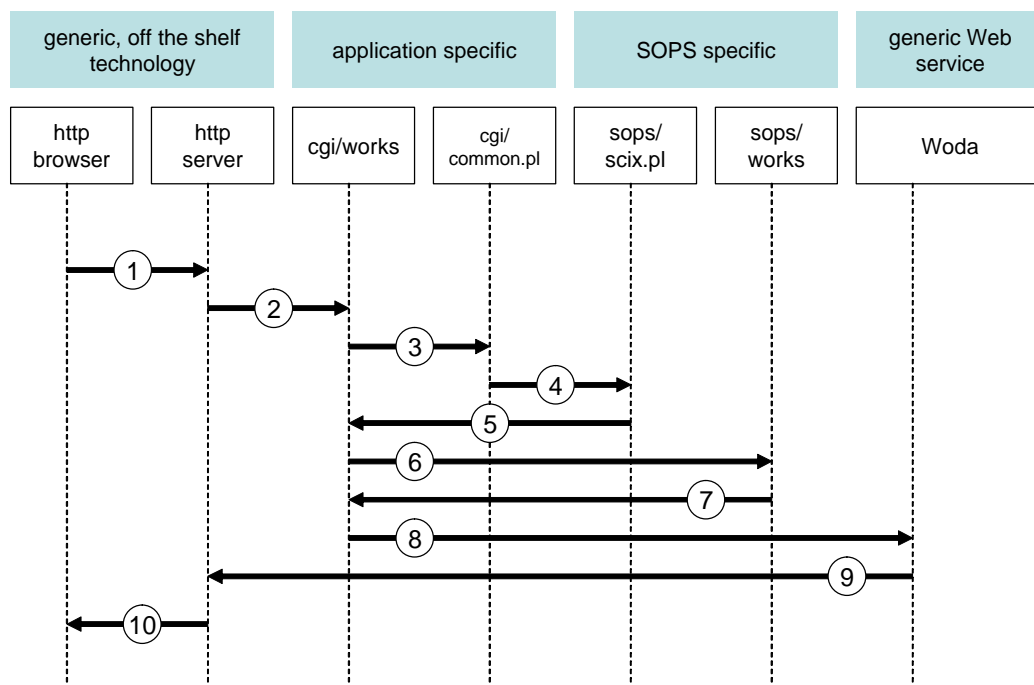 generic, off the shelf
technology
application specific
SOPS specific
generic Web
service
http
browser
http
server
cgi/works
cgi/
common.pl
sops/
scix.pl
sops/
works
Woda
1
2
3
4
5
6
7
8
9
10